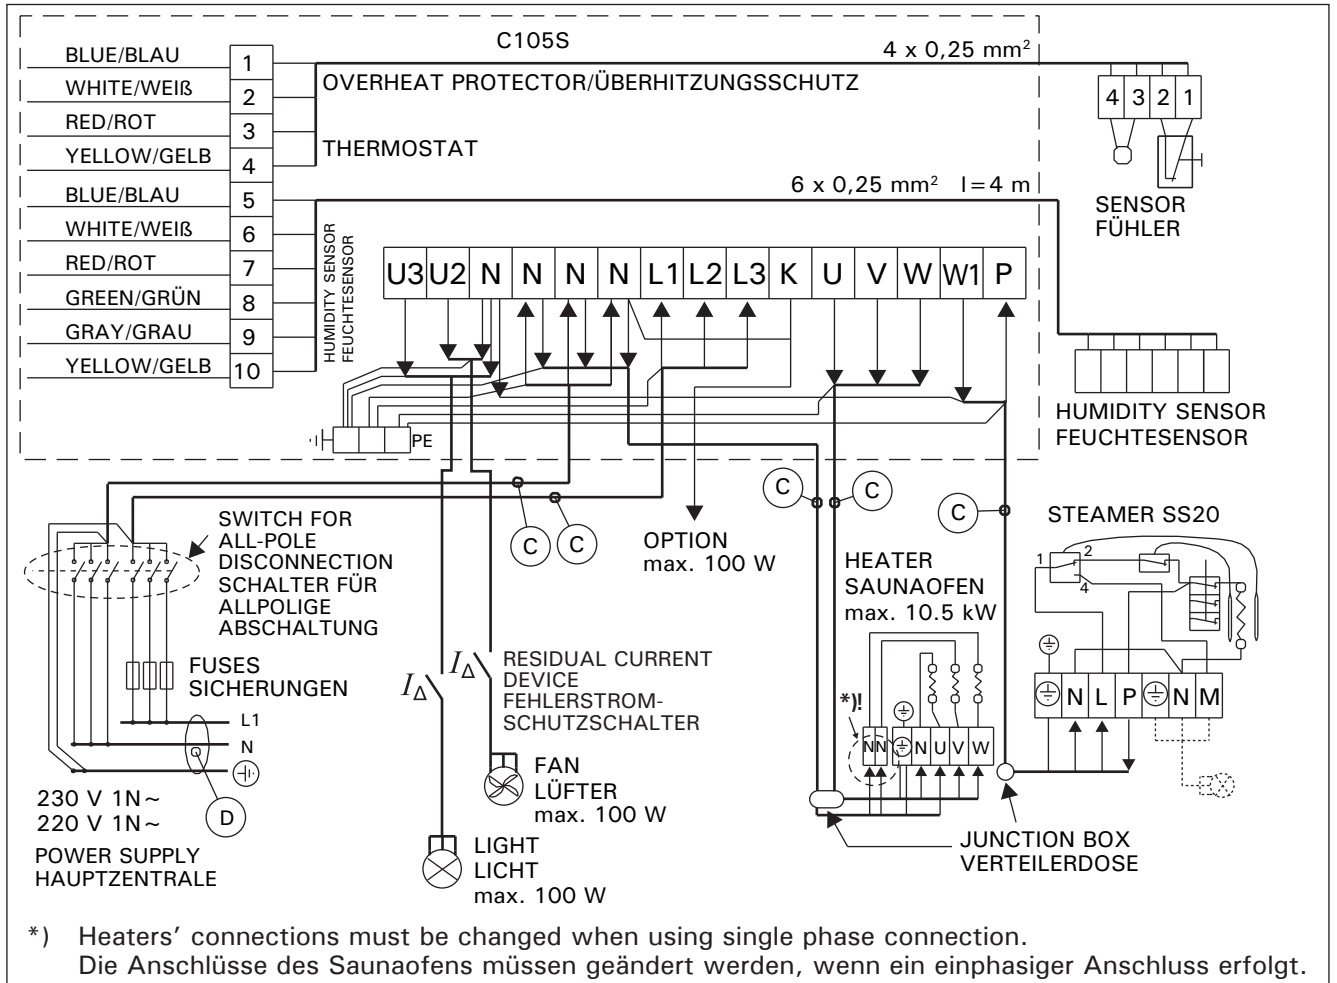 C105S
4 x 0,25 mm²
BLUE/BLAU 1
WHITE/WEIß 2
RED/ROT 3
YELLOW/GELB 4
BLUE/BLAU 5
WHITE/WEIß 6
RED/ROT 7
GREEN/GRÜN 8
GRAY/GRAU 9
YELLOW/GELB 10
OVERHEAT PROTECTOR/ÜBERHITZUNGSSCHUTZ
THERMOSTAT
4 3 2 1
SENSOR
FÜHLER
6 x 0,25 mm² l=4 m
HUMIDITY SENSOR
FEUCHTESENSOR
U3 U2 N N N N L1 L2 L3 K U V W W1 P
HUMIDITY SENSOR
FEUCHTESENSOR
PE
C
C
C
C
C
SWITCH FOR
ALL-POLE
DISCONNECTION
SCHALTER FÜR
ALLPOLIGE
ABSCHALTUNG
FUSES
SICHERUNGEN
L1
N
D
230 V 1N~
220 V 1N~
POWER SUPPLY
HAUPTZENTRALE
OPTION
max. 100 W
I∆
I∆
RESIDUAL CURRENT
DEVICE
FEHLERSTROM-
SCHUTZSCHALTER
FAN
LÜFTER
max. 100 W
LIGHT
LICHT
max. 100 W
HEATER
SAUNAOFEN
max. 10.5 kW
*)!
N N N U V W
STEAMER SS20
1 2 4
N L P N M
JUNCTION BOX
VERTEILERDOSE
*) Heaters’ connections must be changed when using single phase connection.
Die Anschlüsse des Saunaofens müssen geändert werden, wenn ein einphasiger Anschluss erfolgt.